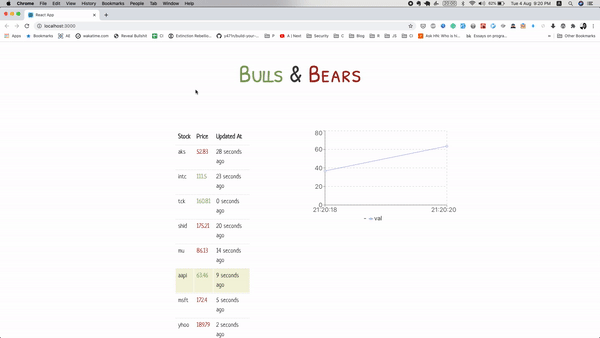 Chrome File Edit View History Bookmarks People Tab Window Help
Tue 4 Aug 9:20 PM
React App
localhost:3000
Apps Bookmarks AE wakatime.com Reveal BulkAll CI Extinction Rebellio... p47t/build-your-... A | Next Security C Blog R JS CI Ask HN: Who is h... Essays on progra... Other Bookmarks
Bulls & Bears
Stock Price Updated At
aks 52.83 28 seconds
ago
intc 111.5 23 seconds
ago
tck 160.81 0 seconds
ago
shid 175.21 20 seconds
ago
mu 86.13 14 seconds
ago
aapl 63.46 9 seconds
ago
msft 172.4 5 seconds
ago
yhoo 189.79 2 seconds
ago
80
60
40
20
0
21:20:18 21:20:20
val